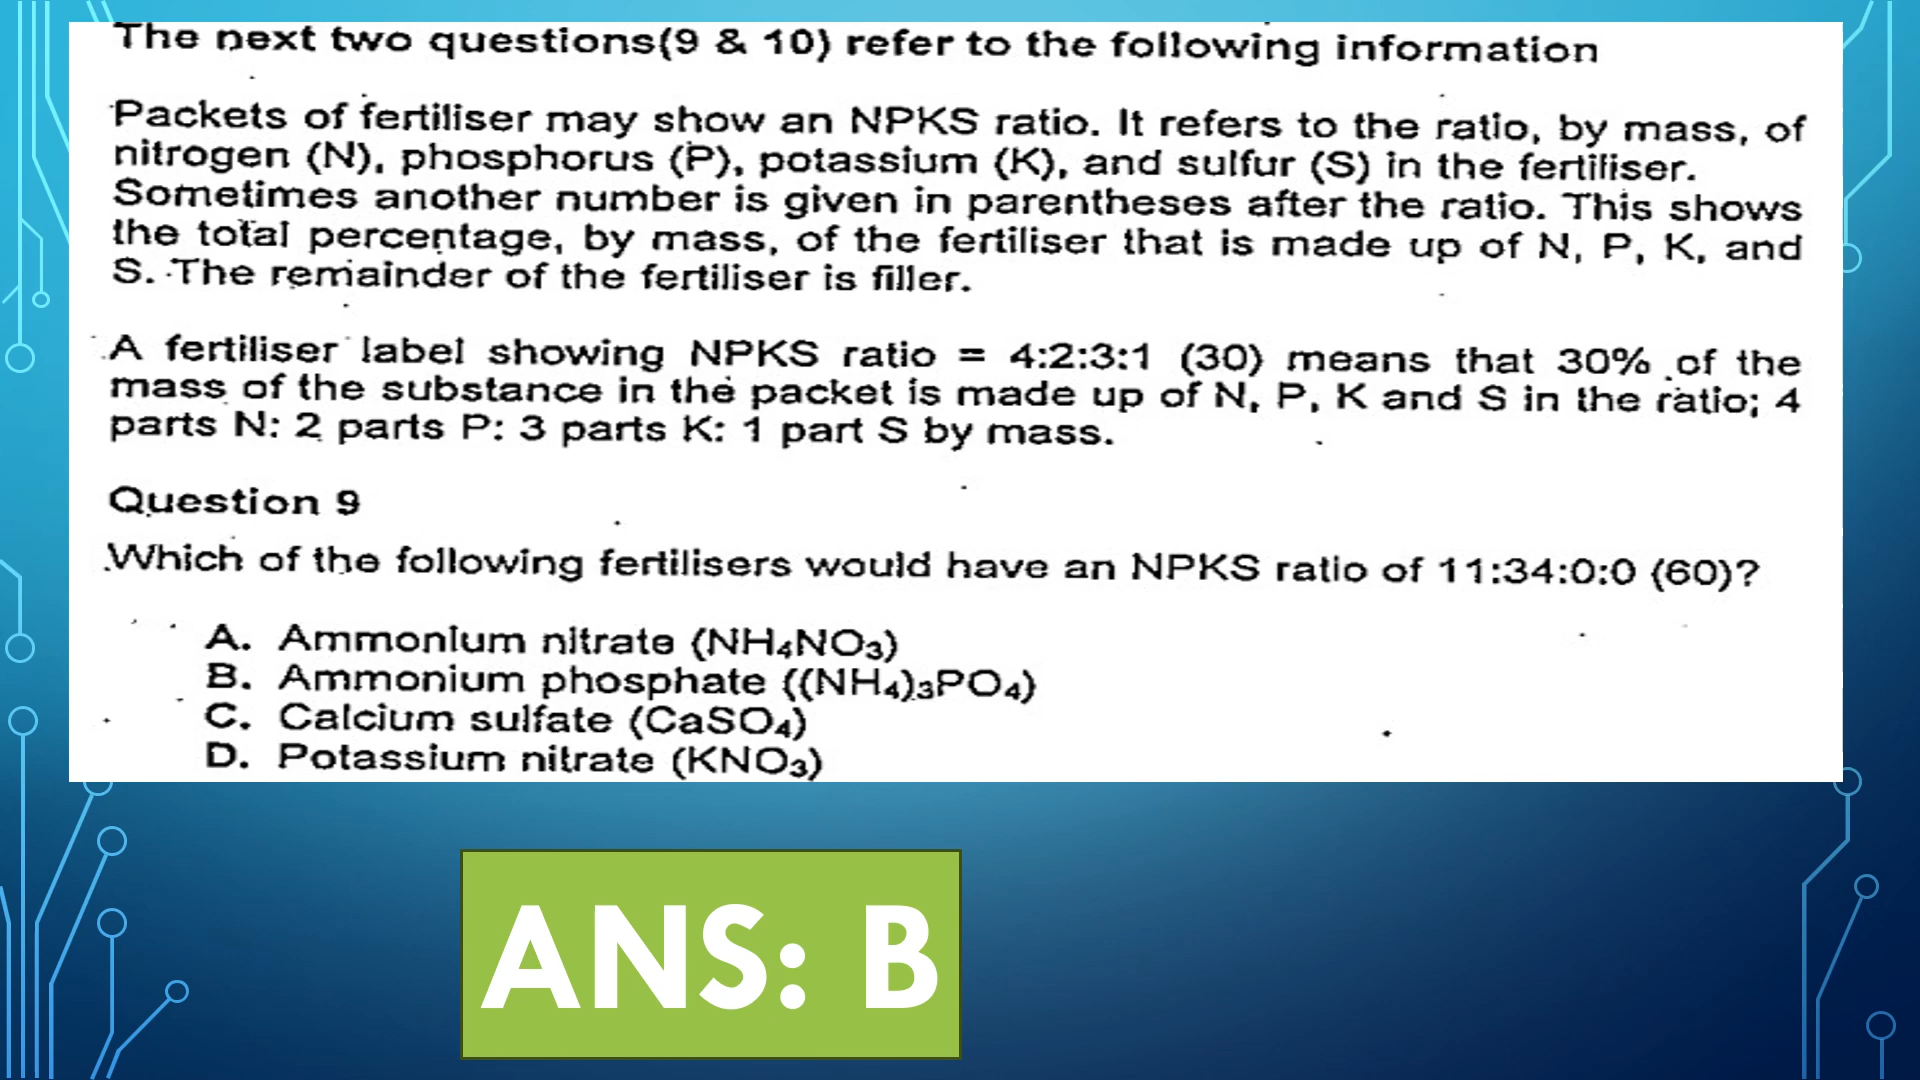 The next two questions(9 & 10) refer to the following information
Packets of fertiliser may show an NPKS ratio. It refers to the ratio, by mass, of
nitrogen (N), phosphorus (P), potassium (K), and sulfur (S) in the fertiliser.
Sometimes another number is given in parentheses after the ratio. This shows
the total percentage, by mass, of the fertiliser that is made up of N, P, K, and
S. The remainder of the fertiliser is filler.
A fertiliser label showing NPKS ratio = 4:2:3:1 (30) means that 30% of the
mass of the substance in the packet is made up of N, P, K and S in the ratio; 4
parts N: 2 parts P: 3 parts K: 1 part S by mass.
Question 9
Which of the following fertilisers would have an NPKS ratio of 11:34:0:0 (60)?
A. Ammonium nitrate (NH₄NO₃)
B. Ammonium phosphate ((NH₄)₃PO₄)
C. Calcium sulfate (CaSO₄)
D. Potassium nitrate (KNO₃)
ANS: B